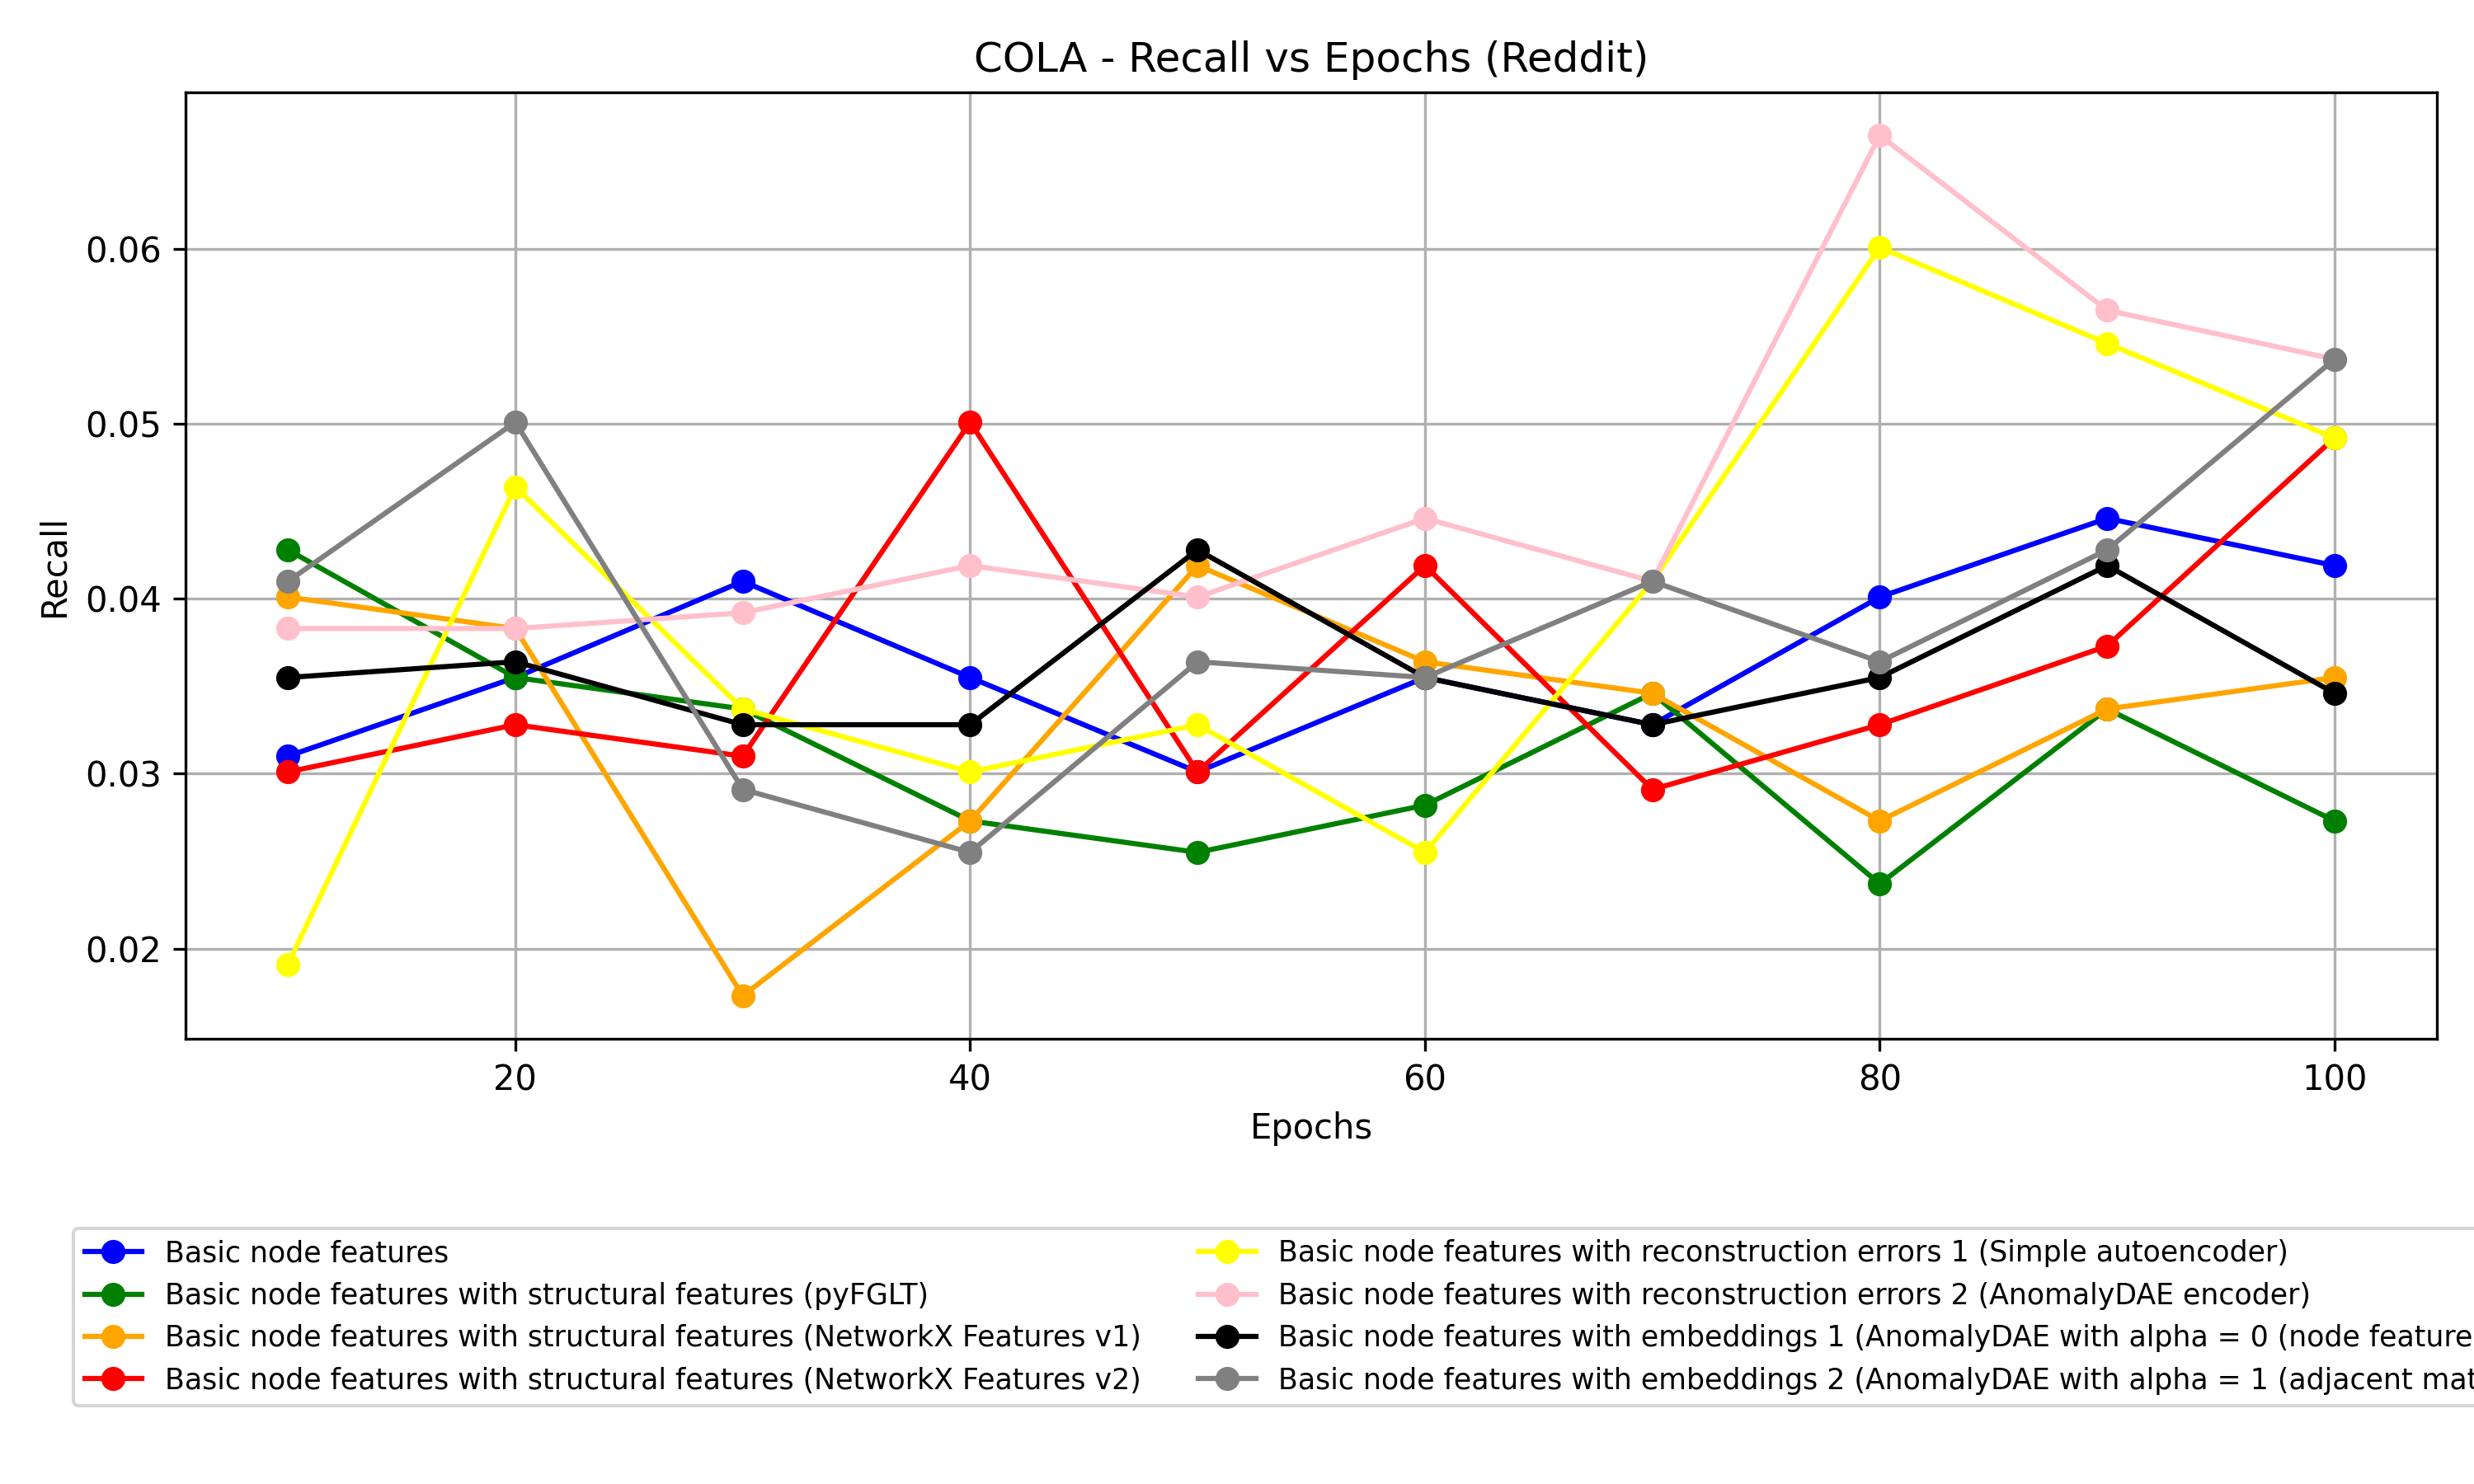 COLA - Recall vs Epochs (Reddit)
0.06
0.05
0.04
0.03
0.02
Recall
20 40 60 80 100
Epochs
Basic node features
Basic node features with structural features (pyFGLT)
Basic node features with structural features (NetworkX Features v1)
Basic node features with structural features (NetworkX Features v2)
Basic node features with reconstruction errors 1 (Simple autoencoder)
Basic node features with reconstruction errors 2 (AnomalyDAE encoder)
Basic node features with embeddings 1 (AnomalyDAE with alpha = 0 (node feature
Basic node features with embeddings 2 (AnomalyDAE with alpha = 1 (adjacent mat